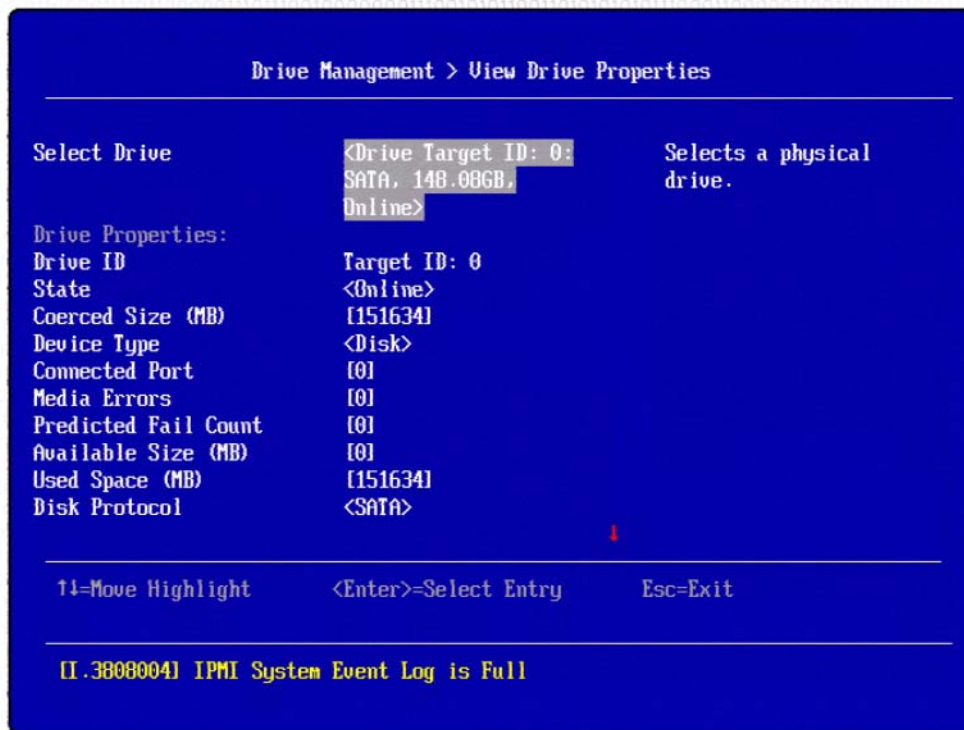 Drive Management > View Drive Properties
Select Drive <Drive Target ID: 0: Selects a physical
SATA, 148.08GB, drive.
Online>
Drive Properties:
Drive ID Target ID: 0
State <Online>
Coerced Size (MB) [151634]
Device Type <Disk>
Connected Port [0]
Media Errors [0]
Predicted Fail Count [0]
Available Size (MB) [0]
Used Space (MB) [151634]
Disk Protocol <SATA>
↓
↑↓=Move Highlight <Enter>=Select Entry Esc=Exit
[I.3808004] IPMI System Event Log is Full